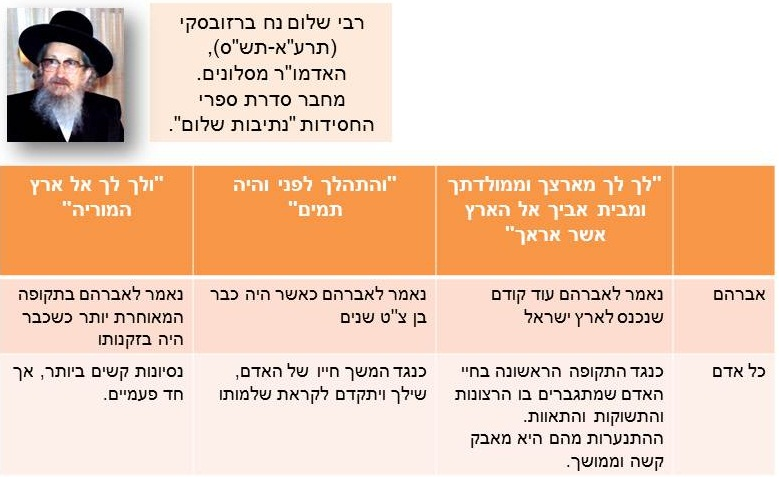 רבי שלום נח ברזובסקי
(תרע"א-תש"ס),
האדמו"ר מסלונים.
מחבר סדרת ספרי
החסידות "נתיבות שלום".
"לך לך מארצך וממולדתך
ומבית אביך אל הארץ
אשר אראך"
"והתהלך לפני והיה
תמים"
"ולך לך אל ארץ
המוריה"
אברהם
נאמר לאברהם עוד קודם
שנכנס לארץ ישראל
נאמר לאברהם כאשר היה כבר
בן צ"ט שנים
נאמר לאברהם בתקופה
המאוחרת יותר כשכבר
היה בזקנותו
כל אדם
כנגד התקופה הראשונה בחיי
האדם שמתגברים בו הרצונות
והתשוקות והתאוות.
ההתנערות מהם היא מאבק
קשה וממושך.
כנגד המשך חייו של האדם,
שילך ויתקדם לקראת שלמותו
נסיונות קשים ביותר, אך
חד פעמיים.